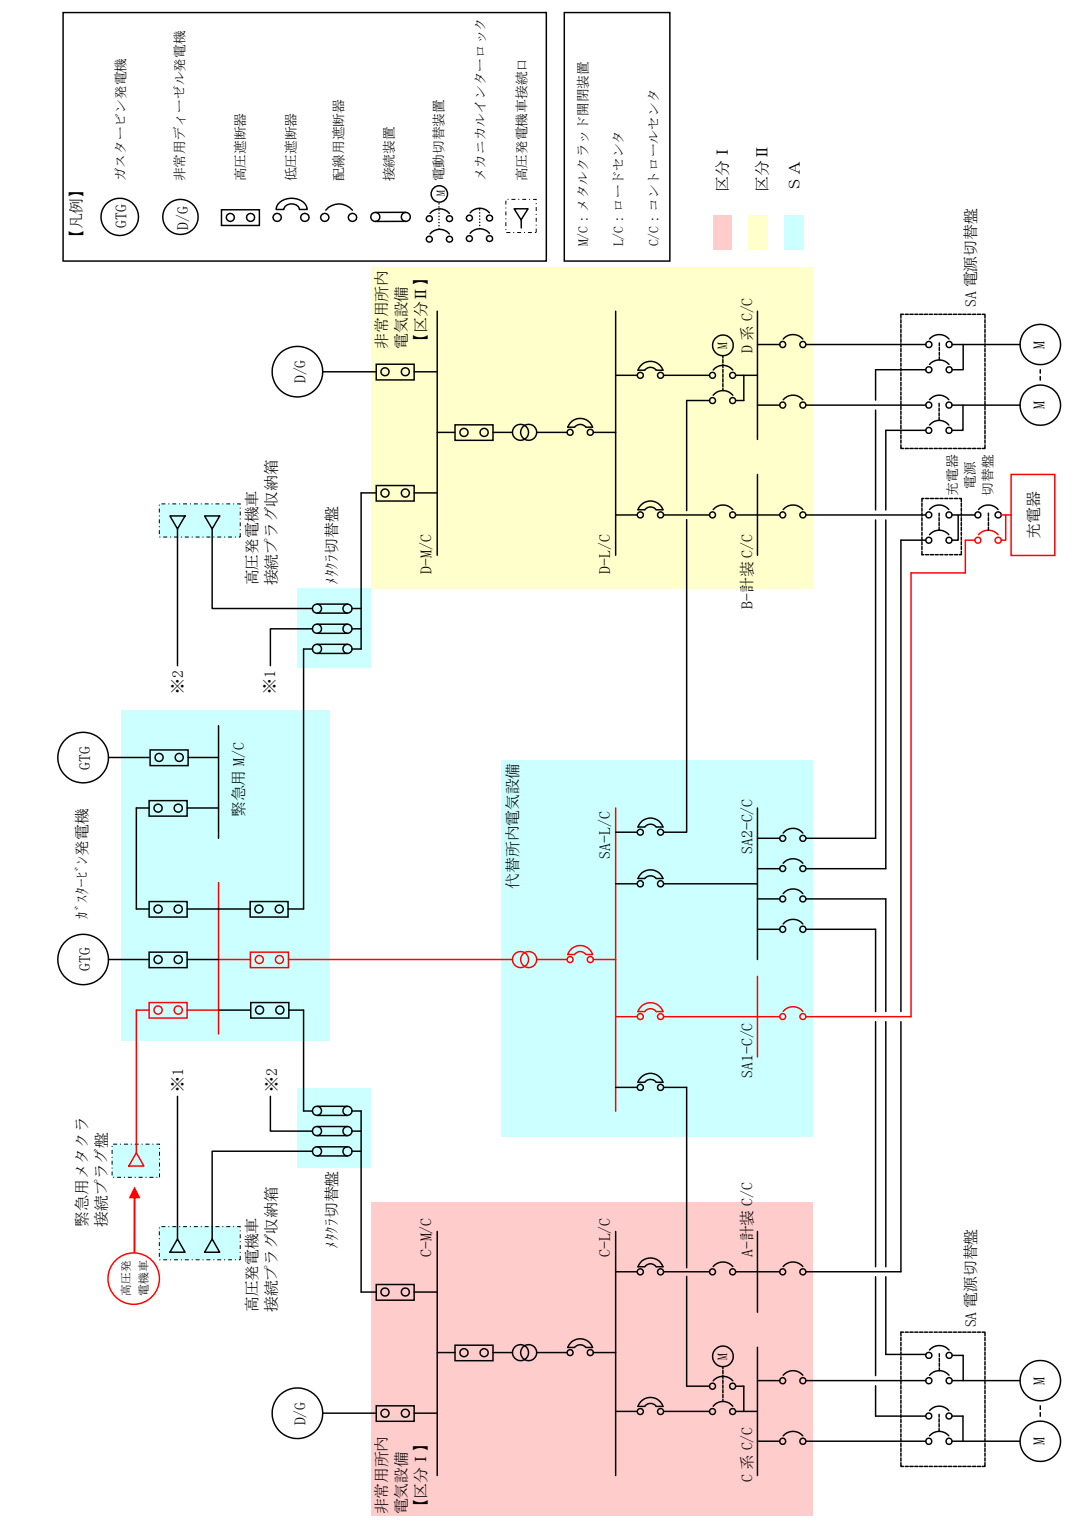 【凡例】
GTG
ガスタービン発電機
D/G
非常用ディーゼル発電機
高圧遮断器
低圧遮断器
配線用遮断器
接続装置
M
電動切替装置
メカニカルインターロック
高圧発電機車接続口
M/C：メタルクラッド開閉装置
L/C：ロードセンタ
C/C：コントロールセンタ
区分Ⅰ
区分Ⅱ
ＳＡ
高圧発
電機車
緊急用メタクラ
接続プラグ盤
※1
高圧発電機車
接続プラグ収納箱
※2
メタクラ切替盤
GTG
ガスタービン発電機
GTG
緊急用 M/C
※2
※1
高圧発電機車
接続プラグ収納箱
メタクラ切替盤
D/G
非常用所内
電気設備
【区分Ⅰ】
C-M/C
C-L/C
M
C 系 C/C
A-計装 C/C
代替所内電気設備
SA-L/C
SA1-C/C
SA2-C/C
D/G
非常用所内
電気設備
【区分Ⅱ】
D-M/C
D-L/C
M
B-計装 C/C
D 系 C/C
SA 電源切替盤
M
M
充電器
電源
切替盤
充電器
SA 電源切替盤
M
M